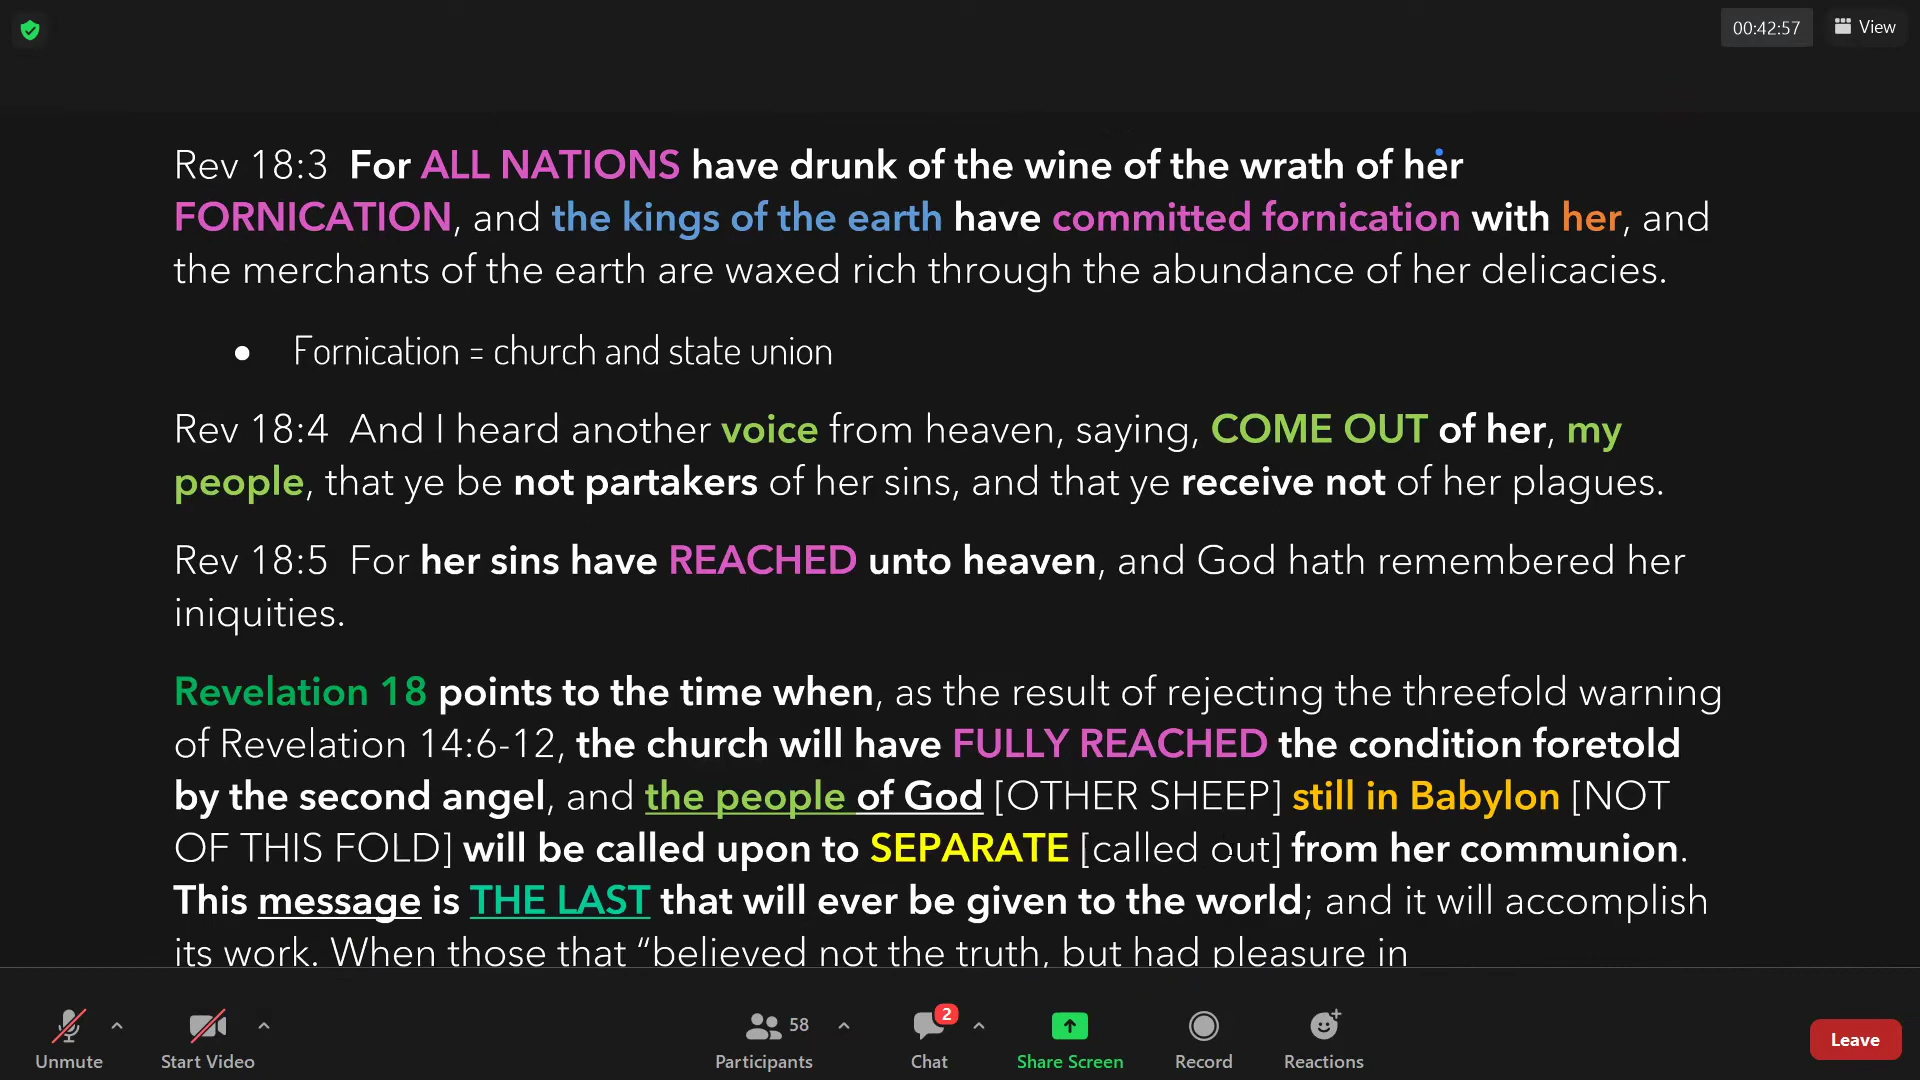 00:42:57 View
Rev 18:3 For ALL NATIONS have drunk of the wine of the wrath of her
FORNICATION, and the kings of the earth have committed fornication with her, and
the merchants of the earth are waxed rich through the abundance of her delicacies.
• Fornication = church and state union
Rev 18:4 And I heard another voice from heaven, saying, COME OUT of her, my
people, that ye be not partakers of her sins, and that ye receive not of her plagues.
Rev 18:5 For her sins have REACHED unto heaven, and God hath remembered her
iniquities.
Revelation 18 points to the time when, as the result of rejecting the threefold warning
of Revelation 14:6-12, the church will have FULLY REACHED the condition foretold
by the second angel, and the people of God [OTHER SHEEP] still in Babylon [NOT
OF THIS FOLD] will be called upon to SEPARATE [called out] from her communion.
This message is THE LAST that will ever be given to the world; and it will accomplish
its work. When those that “believed not the truth, but had pleasure in
58 2
Unmute Start Video Participants Chat Share Screen Record Reactions Leave